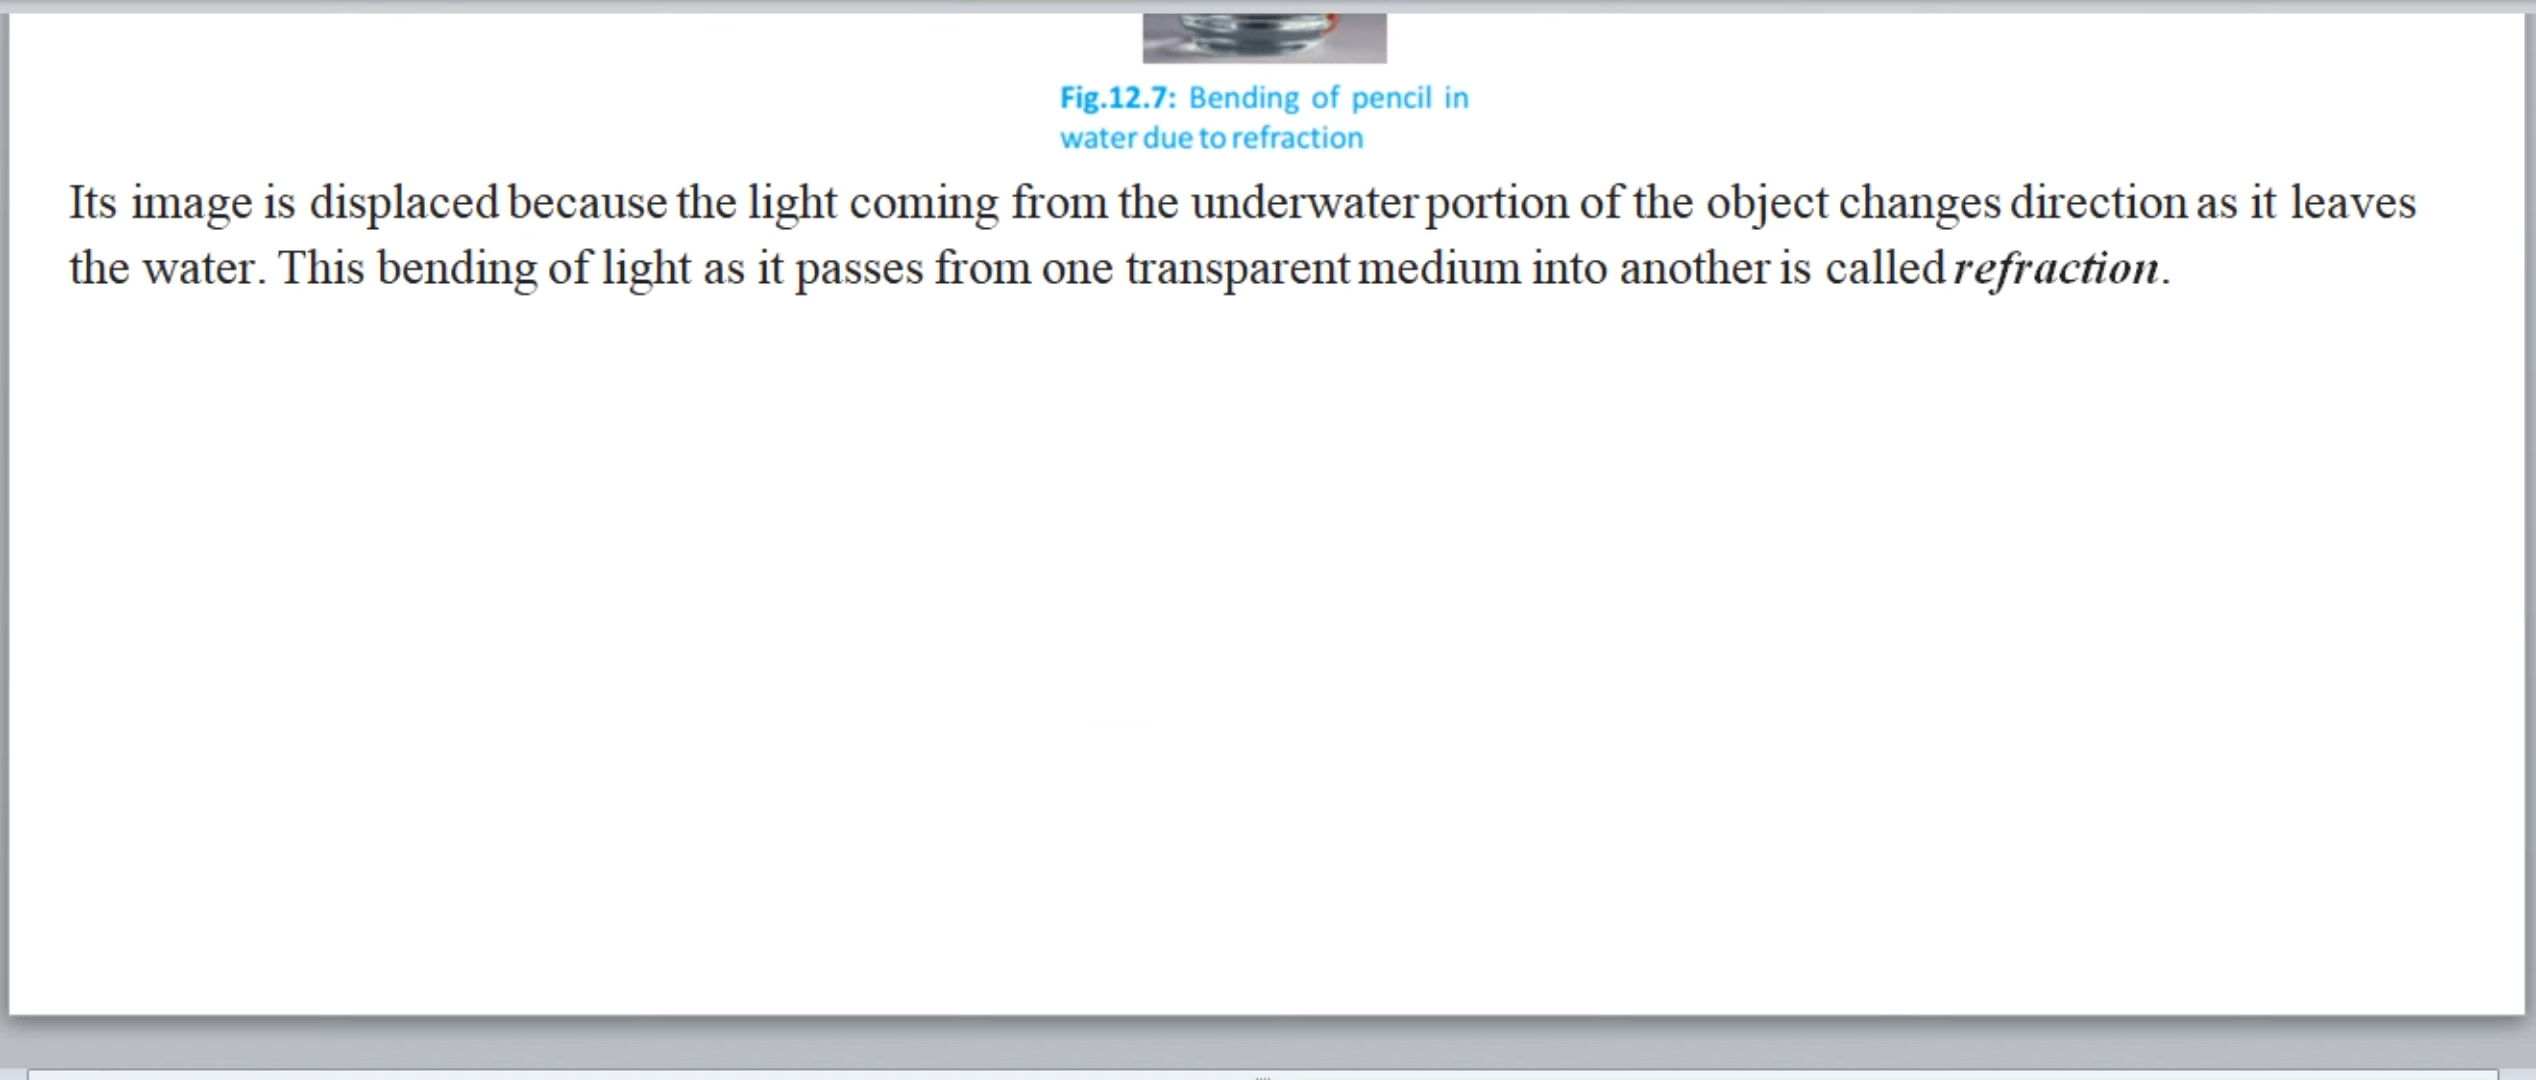 Fig.12.7: Bending of pencil in
water due to refraction
Its image is displaced because the light coming from the underwater portion of the object changes direction as it leaves
the water. This bending of light as it passes from one transparent medium into another is called refraction.